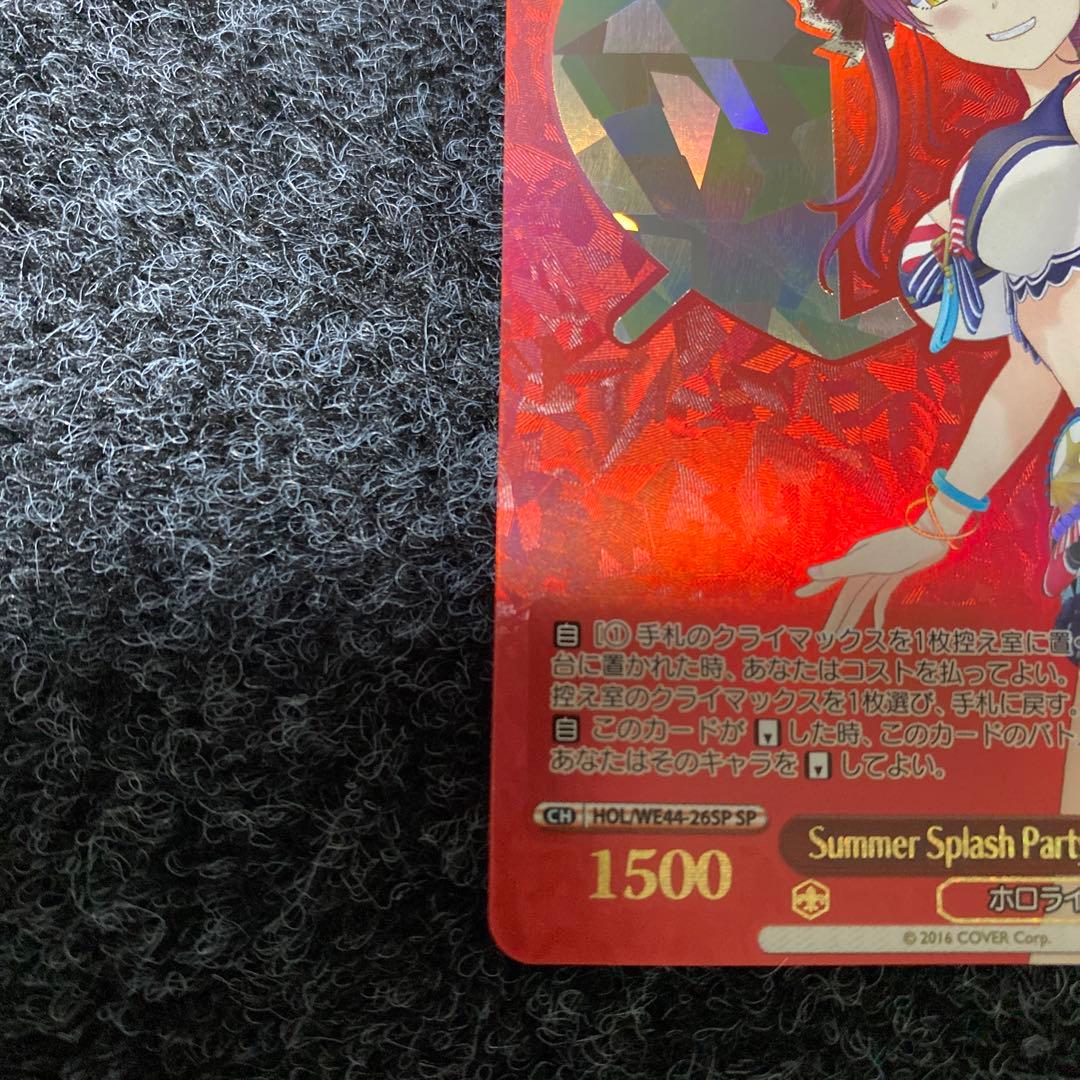 自 [① 手札のクライマックスを1枚控え室に置
台に置かれた時、あなたはコストを払ってよい。
控え室のクライマックスを1枚選び、手札に戻す。
自 このカードが した時、このカードのバト
あなたはそのキャラを してよい。
CH HOL/WE44-26SP SP
Summer Splash Party
1500
ホロライ
© 2016 COVER Corp.